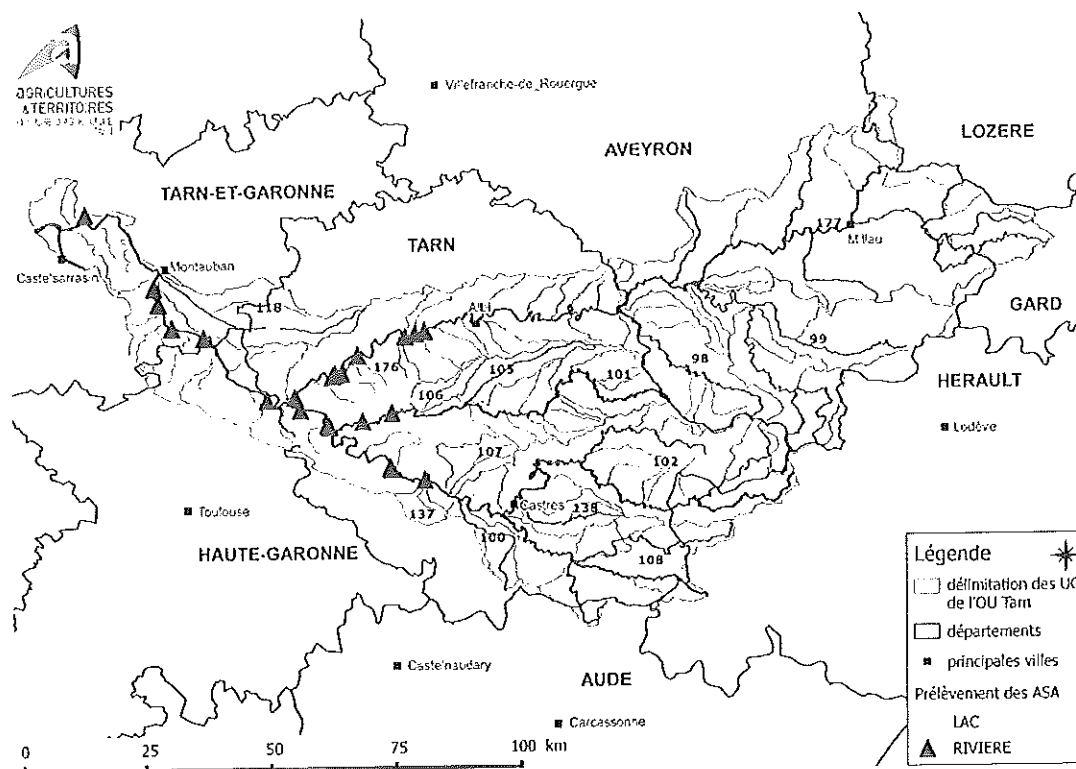 AGRICULTURES
& TERRITOIRES
Villefranche-de_Rouergue
LOZERE
AVEYRON
TARN-ET-GARONNE
TARN
177
Millau
Castelsarrasin
Montauban
118
Albi
GARD
99
176
105
98
101
106
HERAULT
Lodève
107
102
Castres
138
137
Toulouse
100
HAUTE-GARONNE
108
Castelnaudary
AUDE
Carcassonne
Légende
délimitation des UG
de l'OU Tarn
départements
principales villes
Prélèvement des ASA
LAC
RIVIERE
0 25 50 75 100 km